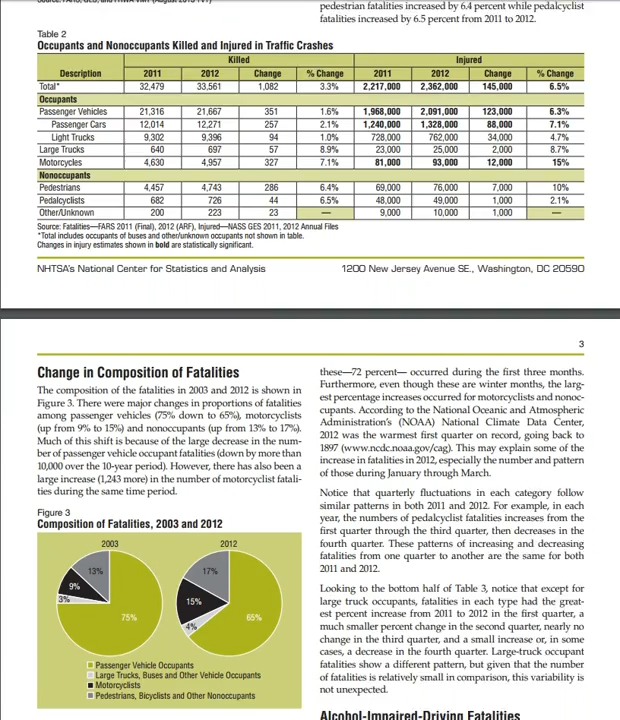 pedestrian fatalities increased by 6.4 percent while pedalcyclist
fatalities increased by 6.5 percent from 2011 to 2012.
Table 2
Occupants and Nonoccupants Killed and Injured in Traffic Crashes
Killed Injured
Description 2011 2012 Change % Change 2011 2012 Change % Change
Total* 32,479 33,561 1,082 3.3% 2,217,000 2,362,000 145,000 6.5%
Occupants
Passenger Vehicles 21,316 21,667 351 1.6% 1,968,000 2,091,000 123,000 6.3%
Passenger Cars 12,014 12,271 257 2.1% 1,240,000 1,328,000 88,000 7.1%
Light Trucks 9,302 9,396 94 1.0% 728,000 762,000 34,000 4.7%
Large Trucks 640 697 57 8.9% 23,000 25,000 2,000 8.7%
Motorcycles 4,630 4,957 327 7.1% 81,000 93,000 12,000 15%
Nonoccupants
Pedestrians 4,457 4,743 286 6.4% 69,000 76,000 7,000 10%
Pedalcyclists 682 726 44 6.5% 48,000 49,000 1,000 2.1%
Other/Unknown 200 223 23 — 9,000 10,000 1,000 —
Source: Fatalities—FARS 2011 (Final), 2012 (ARF), Injured—NASS GES 2011, 2012 Annual Files
*Total includes occupants of buses and other/unknown occupants not shown in table.
Changes in injury estimates shown in bold are statistically significant.
NHTSA's National Center for Statistics and Analysis 1200 New Jersey Avenue SE., Washington, DC 20590
3
Change in Composition of Fatalities
The composition of the fatalities in 2003 and 2012 is shown in
Figure 3. There were major changes in proportions of fatalities
among passenger vehicles (75% down to 65%), motorcyclists
(up from 9% to 15%) and nonoccupants (up from 13% to 17%).
Much of this shift is because of the large decrease in the num-
ber of passenger vehicle occupant fatalities (down by more than
10,000 over the 10-year period). However, there has also been a
large increase (1,243 more) in the number of motorcyclist fatali-
ties during the same time period.
Figure 3
Composition of Fatalities, 2003 and 2012
2003 2012
13%
9%
3%
75%
17%
15%
4%
65%
Passenger Vehicle Occupants
Large Trucks, Buses and Other Vehicle Occupants
Motorcyclists
Pedestrians, Bicyclists and Other Nonoccupants
these—72 percent— occurred during the first three months.
Furthermore, even though these are winter months, the larg-
est percentage increases occurred for motorcyclists and nonoc-
cupants. According to the National Oceanic and Atmospheric
Administration's (NOAA) National Climate Data Center,
2012 was the warmest first quarter on record, going back to
1897 (www.ncdc.noaa.gov/cag). This may explain some of the
increase in fatalities in 2012, especially the number and pattern
of those during January through March.
Notice that quarterly fluctuations in each category follow
similar patterns in both 2011 and 2012. For example, in each
year, the numbers of pedalcyclist fatalities increases from the
first quarter through the third quarter, then decreases in the
fourth quarter. These patterns of increasing and decreasing
fatalities from one quarter to another are the same for both
2011 and 2012.
Looking to the bottom half of Table 3, notice that except for
large truck occupants, fatalities in each type had the great-
est percent increase from 2011 to 2012 in the first quarter, a
much smaller percent change in the second quarter, nearly no
change in the third quarter, and a small increase or, in some
cases, a decrease in the fourth quarter. Large-truck occupant
fatalities show a different pattern, but given that the number
of fatalities is relatively small in comparison, this variability is
not unexpected.
Alcohol-Impaired-Driving Fatalities